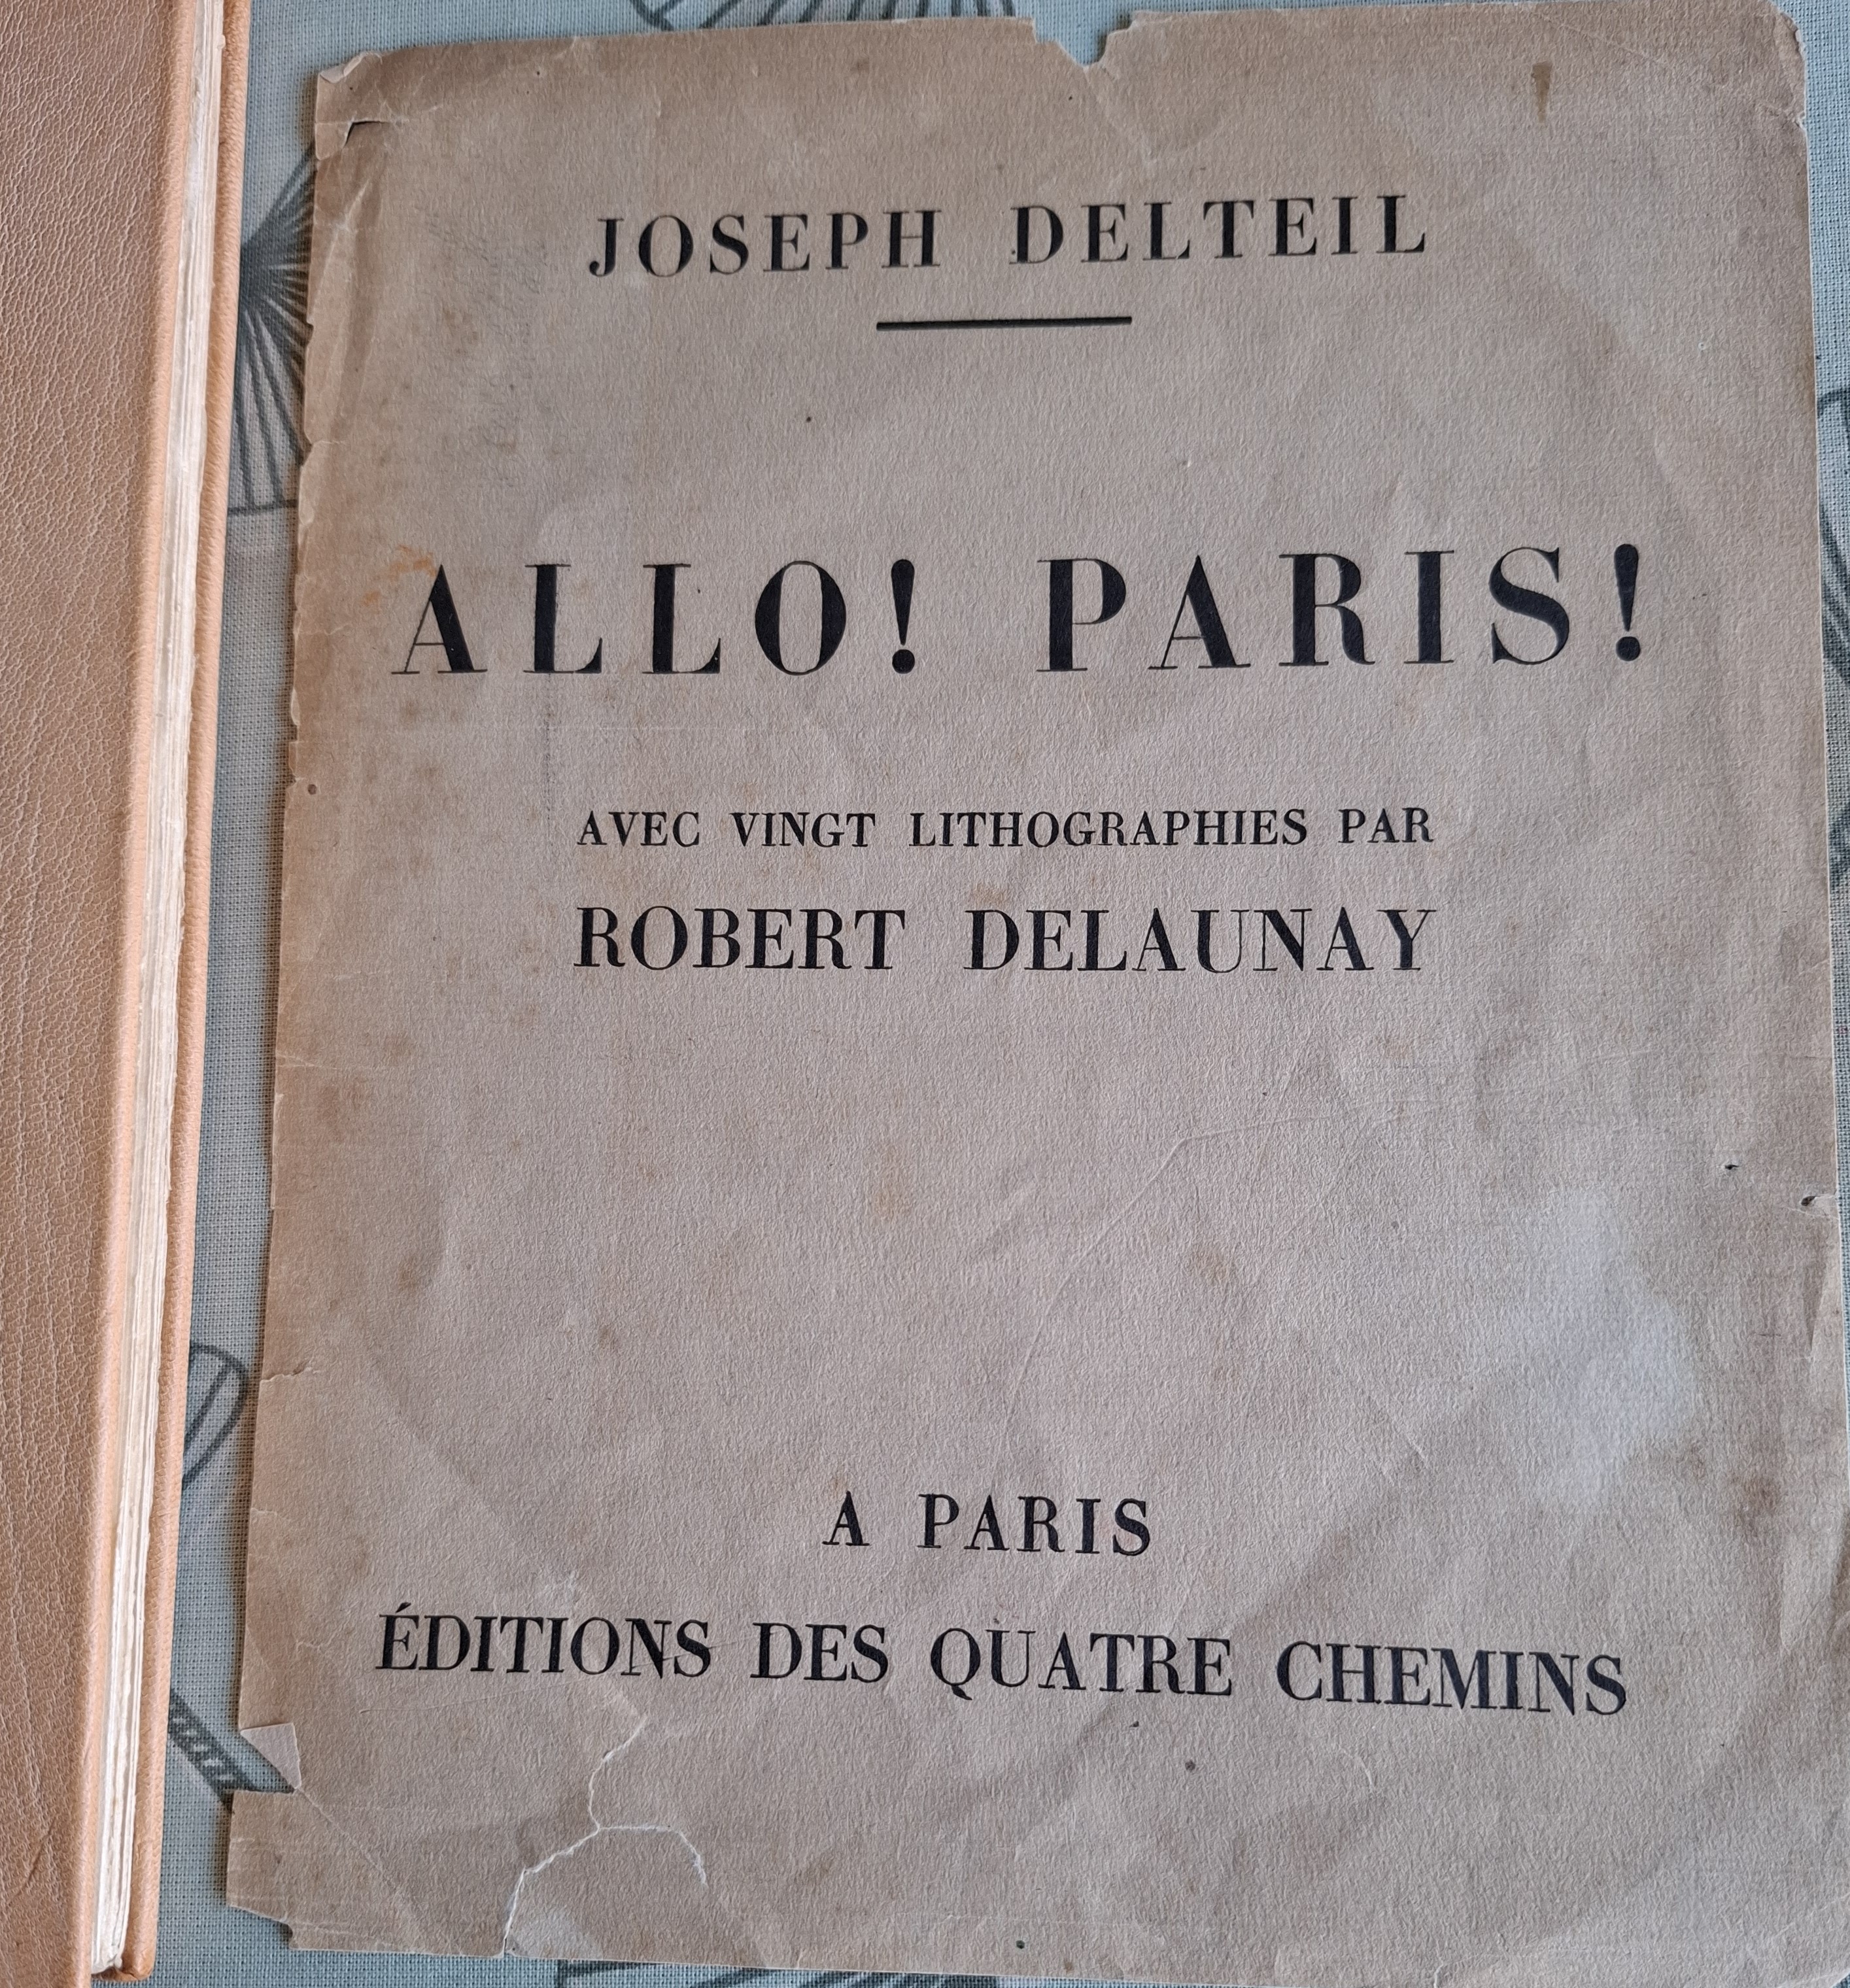 JOSEPH DELTEIL
ALLO! PARIS!
AVEC VINGT LITHOGRAPHIES PAR
ROBERT DELAUNAY
A PARIS
ÉDITIONS DES QUATRE CHEMINS